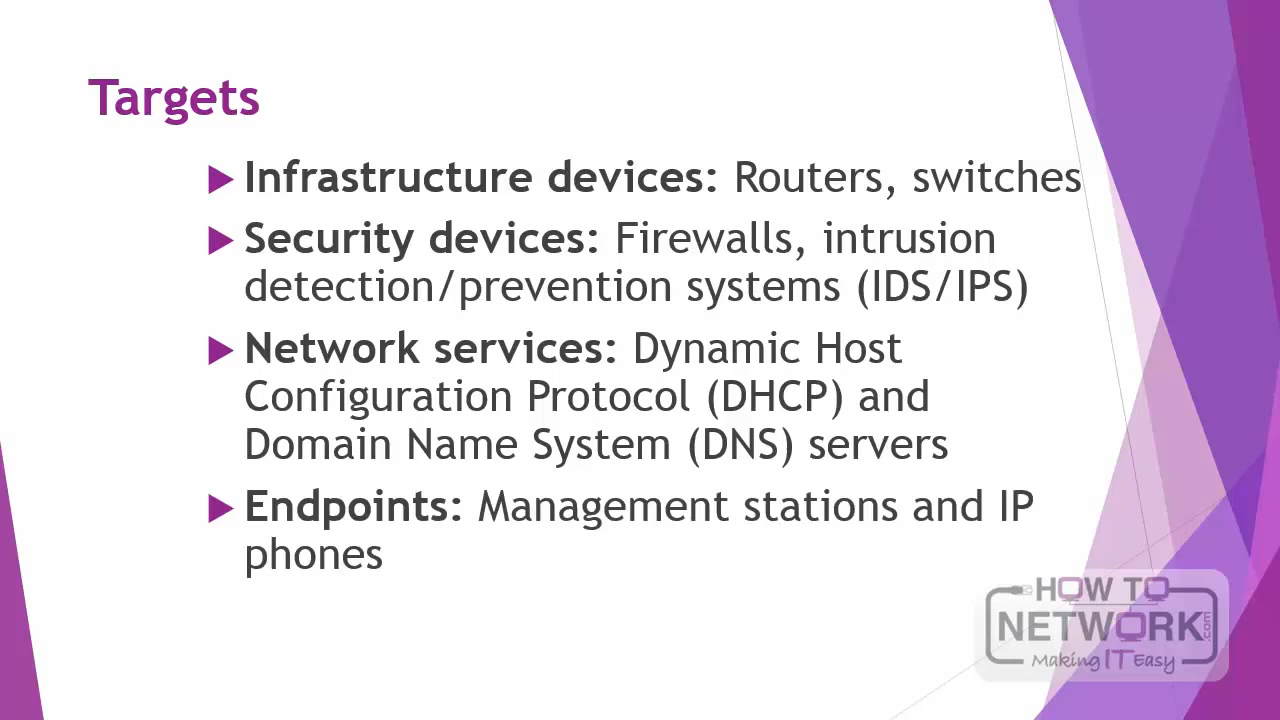 Targets
Infrastructure devices: Routers, switches
Security devices: Firewalls, intrusion
detection/prevention systems (IDS/IPS)
Network services: Dynamic Host
Configuration Protocol (DHCP) and
Domain Name System (DNS) servers
Endpoints: Management stations and IP
phones
HOW TO
NETWORK.com
Making IT Easy